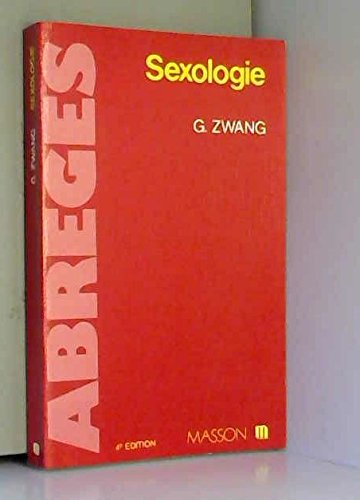 Sexologie
G. ZWANG
ABREGES
4e EDITION
MASSON m
G. ZWANG SEXOLOGIE
m